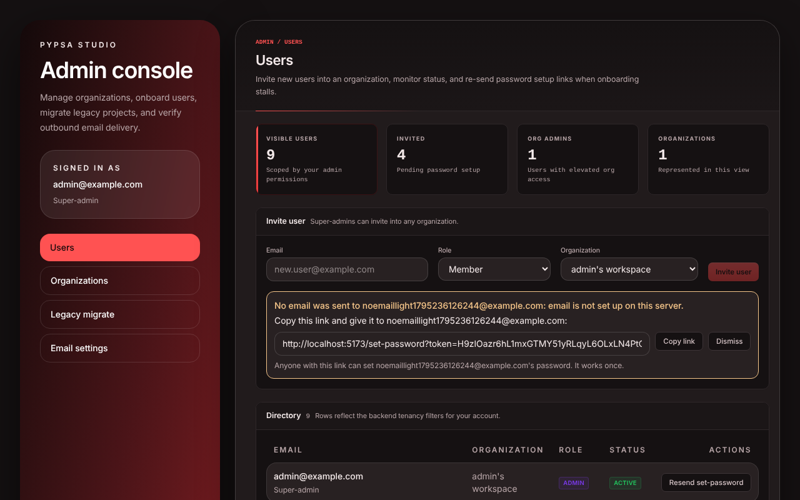 PYPSA STUDIO
Admin console
Manage organizations, onboard users,
migrate legacy projects, and verify
outbound email delivery.
SIGNED IN AS
admin@example.com
Super-admin
Users
Organizations
Legacy migrate
Email settings
ADMIN / USERS
Users
Invite new users into an organization, monitor status, and re-send password setup links when onboarding
stalls.
VISIBLE USERS
9
Scoped by your admin
permissions
INVITED
4
Pending password setup
ORG ADMINS
1
Users with elevated org
access
ORGANIZATIONS
1
Represented in this view
Invite user Super-admins can invite into any organization.
Email
new.user@example.com
Role
Member
Organization
admin's workspace
Invite user
No email was sent to noemaillight1795236126244@example.com: email is not set up on this server.
Copy this link and give it to noemaillight1795236126244@example.com:
http://localhost:5173/set-password?token=H9zIOazr6hL1mxGTMY51yRLqyL6OLxLN4Pt
Copy link
Dismiss
Anyone with this link can set noemaillight1795236126244@example.com's password. It works once.
Directory 9 Rows reflect the backend tenancy filters for your account.
EMAIL ORGANIZATION ROLE STATUS ACTIONS
admin@example.com
Super-admin
admin's
workspace
ADMIN
ACTIVE
Resend set-password